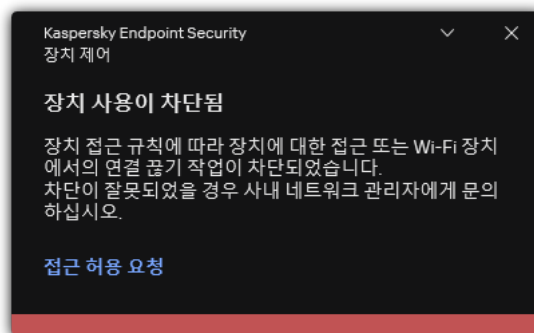 Kaspersky Endpoint Security
장치 제어
장치 사용이 차단됨
장치 접근 규칙에 따라 장치에 대한 접근 또는 Wi-Fi 장치
에서의 연결 끊기 작업이 차단되었습니다.
차단이 잘못되었을 경우 사내 네트워크 관리자에게 문의
하십시오.
접근 허용 요청